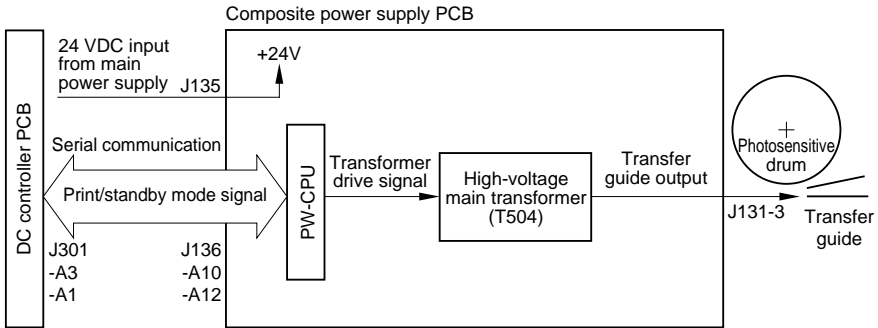 Composite power supply PCB
24 VDC input
from main
power supply
J135
+24V
DC controller PCB
Serial communication
Print/standby mode signal
J301
-A3
-A1
J136
-A10
-A12
PW-CPU
Transformer
drive signal
High-voltage
main transformer
(T504)
Transfer
guide output
J131-3
Photosensitive
drum
Transfer
guide